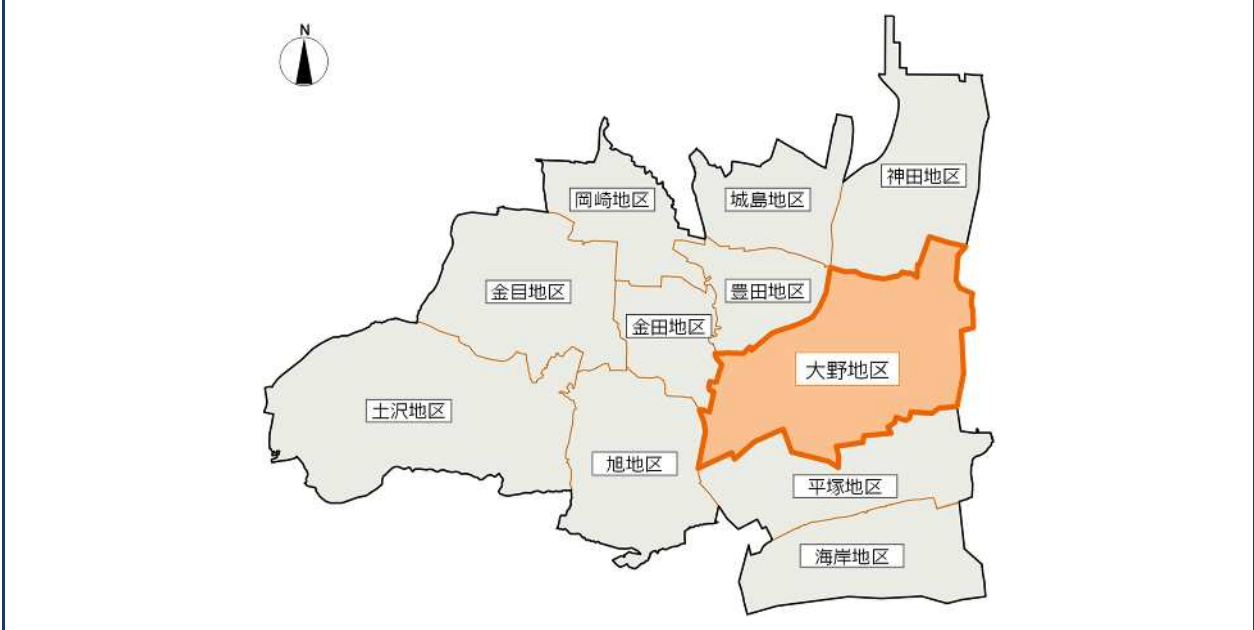 N
神田地区
岡崎地区
城島地区
金目地区
豊田地区
金田地区
大野地区
土沢地区
旭地区
平塚地区
海岸地区